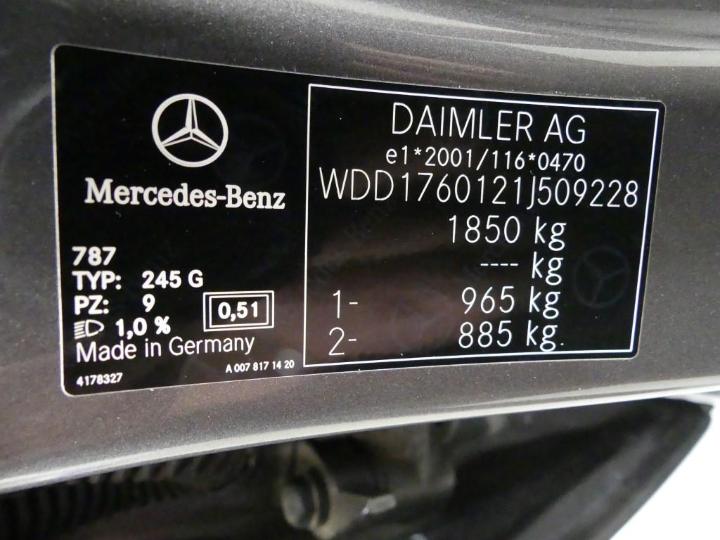 Mercedes-Benz
787
TYP: 245 G
PZ: 9
0,51
1,0 %
Made in Germany
4178327
A 007 817 14 20
DAIMLER AG
e1*2001/116*0470
WDD1760121J509228
1850 kg
---- kg
1- 965 kg
2- 885 kg